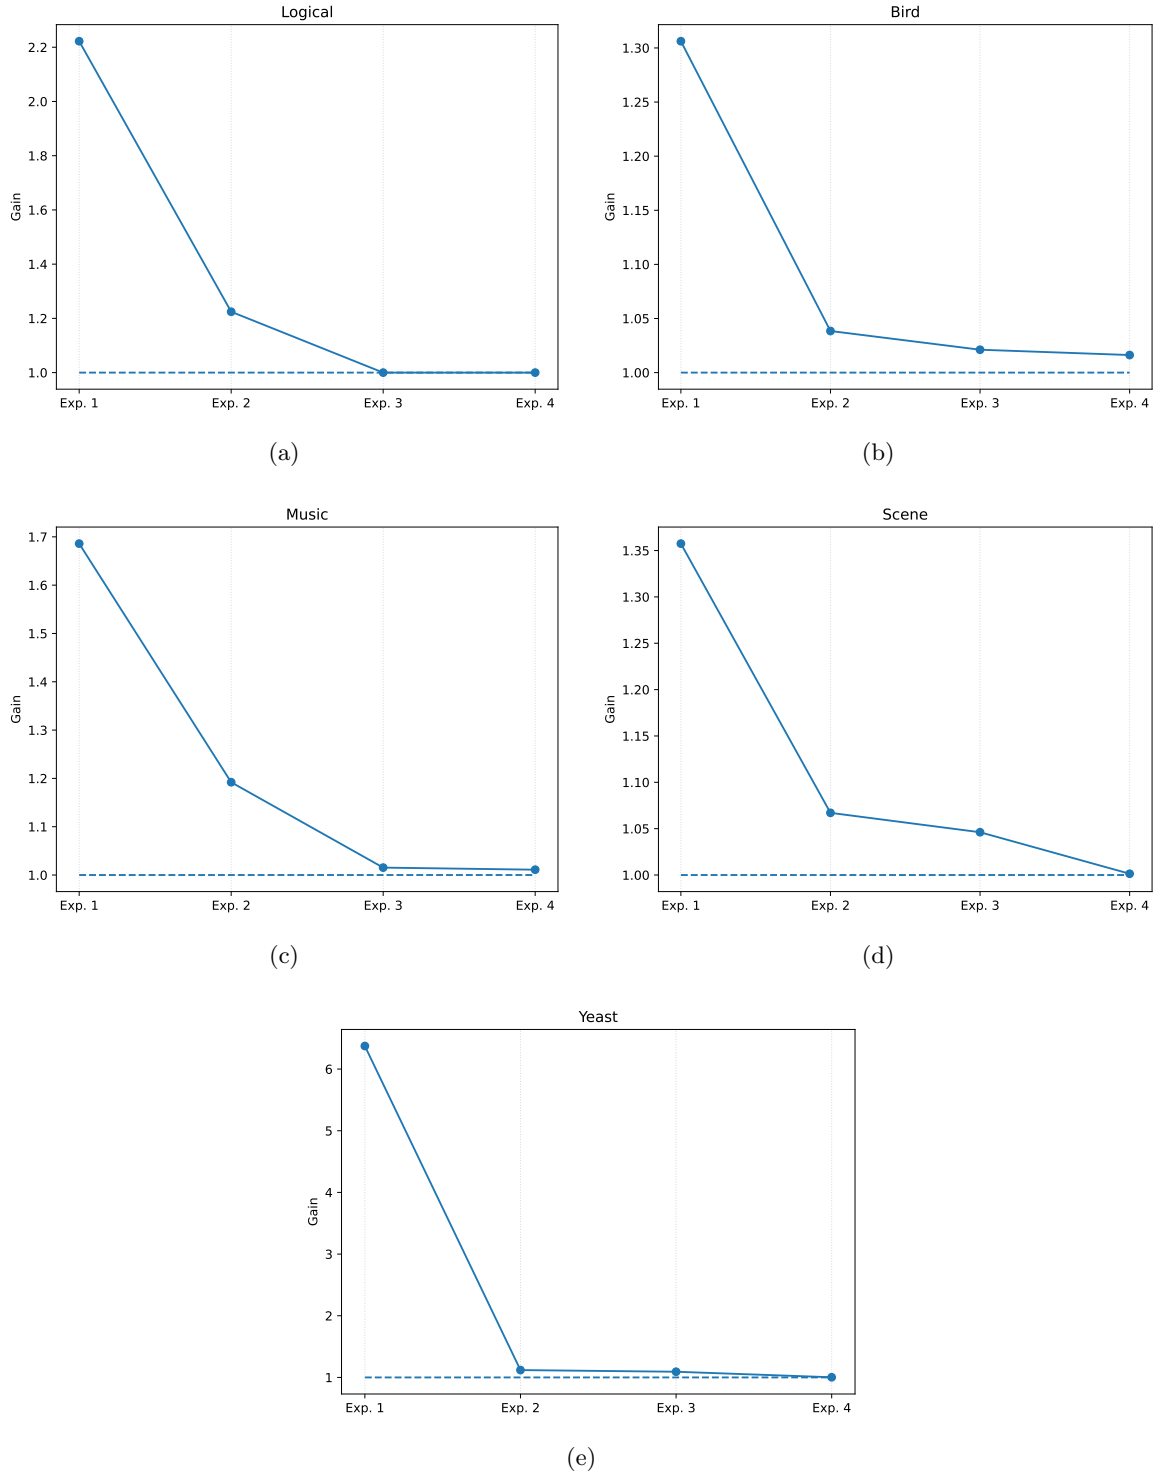 Logical
Gain
2.2
2.0
1.8
1.6
1.4
1.2
1.0
Exp. 1 Exp. 2 Exp. 3 Exp. 4
(a)
Bird
Gain
1.30
1.25
1.20
1.15
1.10
1.05
1.00
Exp. 1 Exp. 2 Exp. 3 Exp. 4
(b)
Music
Gain
1.7
1.6
1.5
1.4
1.3
1.2
1.1
1.0
Exp. 1 Exp. 2 Exp. 3 Exp. 4
(c)
Scene
Gain
1.35
1.30
1.25
1.20
1.15
1.10
1.05
1.00
Exp. 1 Exp. 2 Exp. 3 Exp. 4
(d)
Yeast
Gain
6
5
4
3
2
1
Exp. 1 Exp. 2 Exp. 3 Exp. 4
(e)